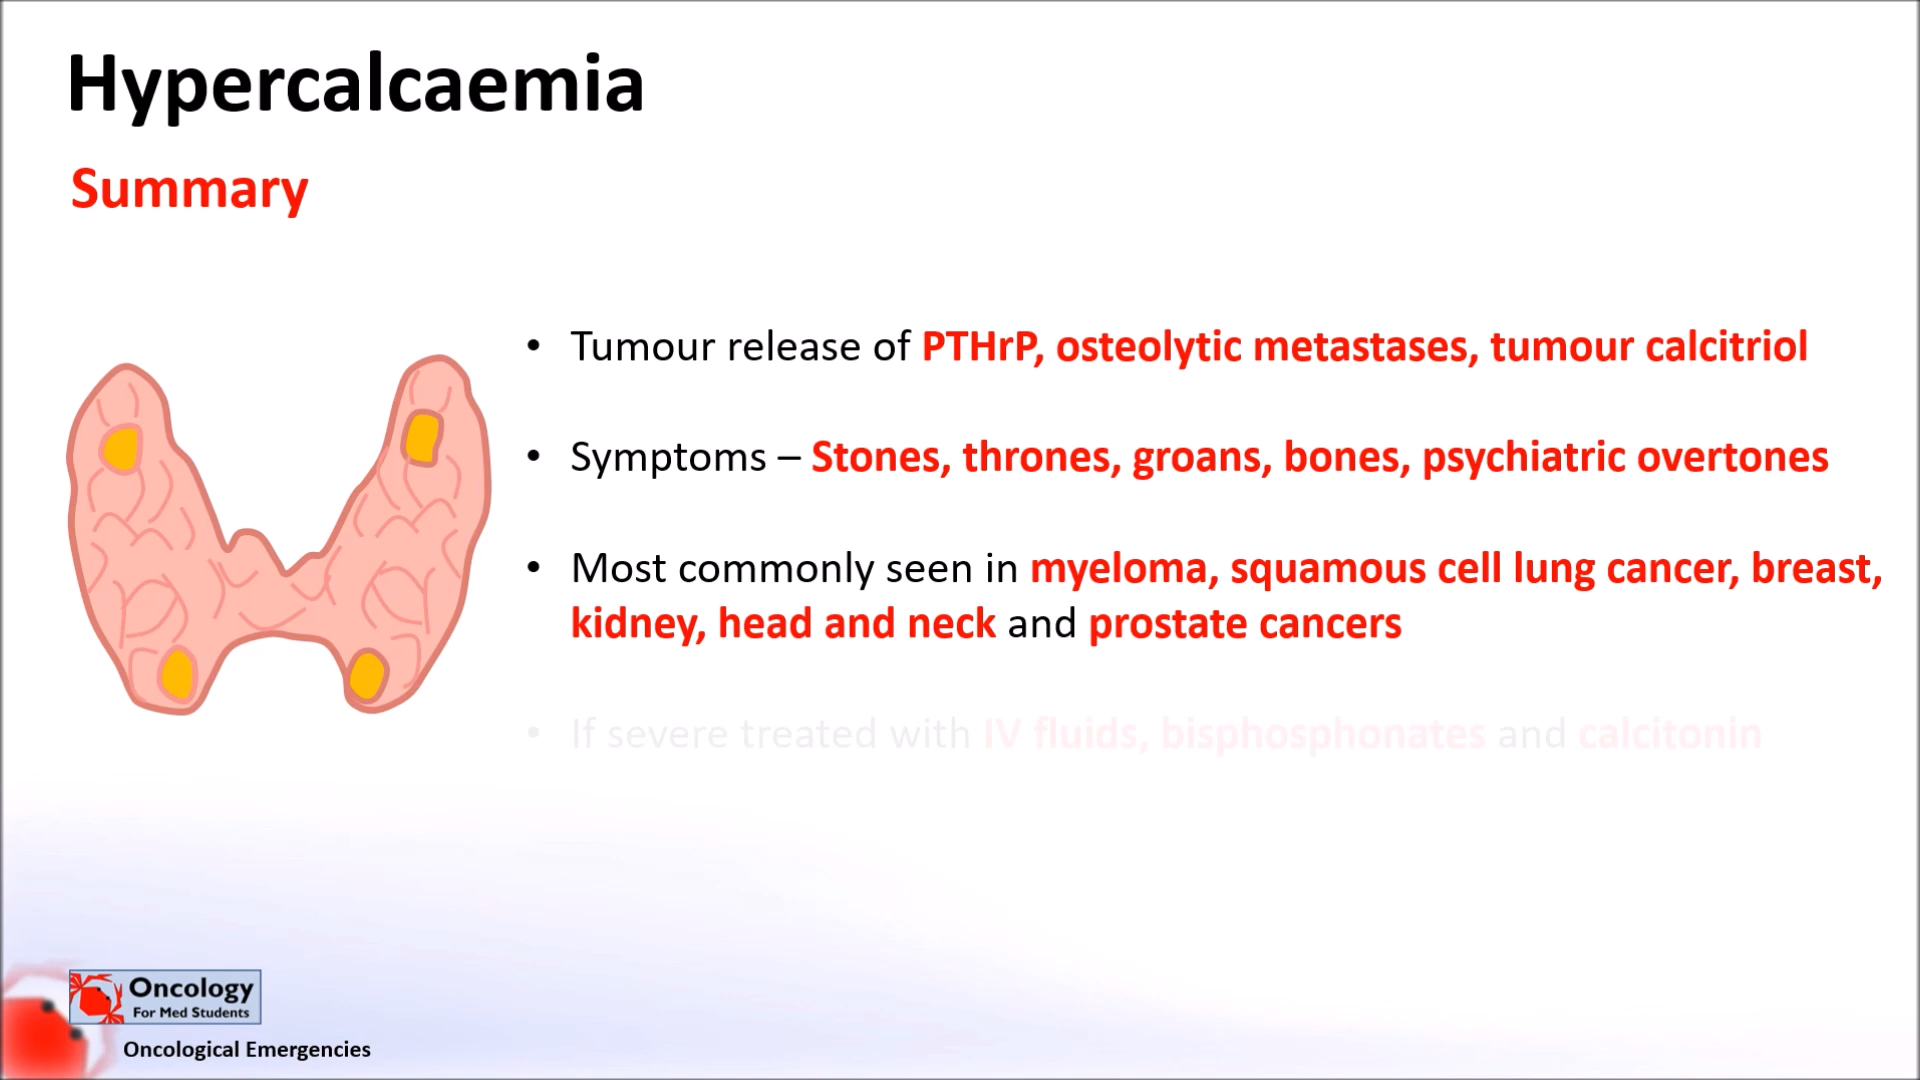 Hypercalcaemia
Summary
• Tumour release of PTHrP, osteolytic metastases, tumour calcitriol
• Symptoms – Stones, thrones, groans, bones, psychiatric overtones
• Most commonly seen in myeloma, squamous cell lung cancer, breast,
kidney, head and neck and prostate cancers
• If severe treated with IV fluids, bisphosphonates and calcitonin
Oncology
For Med Students
Oncological Emergencies